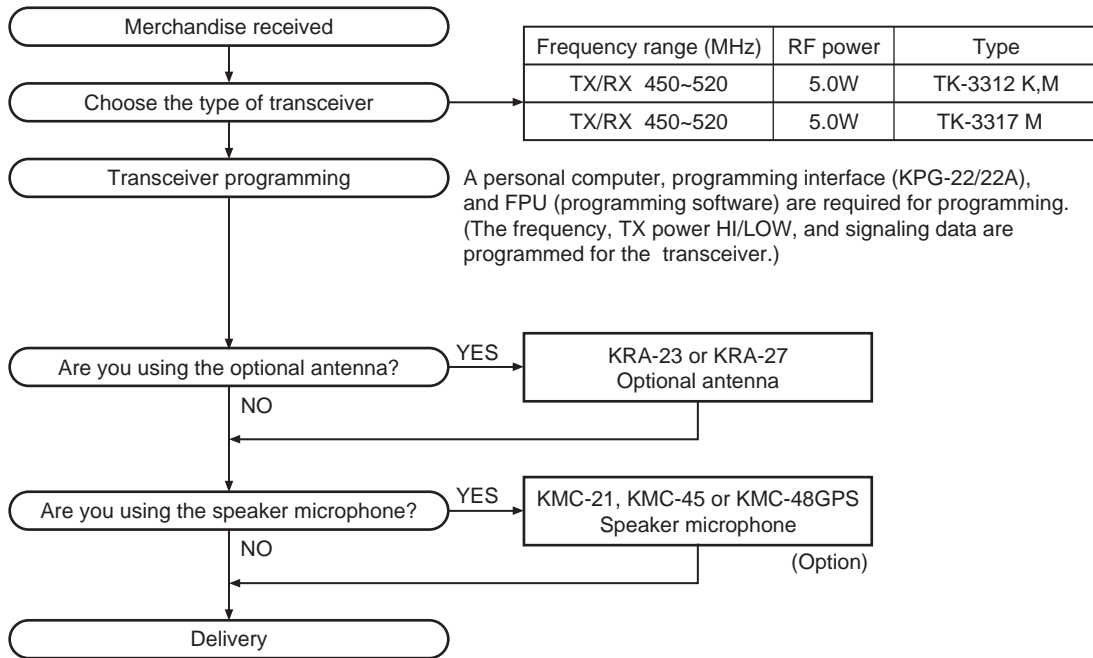 Merchandise received
Choose the type of transceiver
Frequency range (MHz) RF power Type
TX/RX 450~520 5.0W TK-3312 K,M
TX/RX 450~520 5.0W TK-3317 M
Transceiver programming
A personal computer, programming interface (KPG-22/22A),
and FPU (programming software) are required for programming.
(The frequency, TX power HI/LOW, and signaling data are
programmed for the transceiver.)
Are you using the optional antenna?
YES
KRA-23 or KRA-27
Optional antenna
NO
Are you using the speaker microphone?
YES
KMC-21, KMC-45 or KMC-48GPS
Speaker microphone
(Option)
NO
Delivery